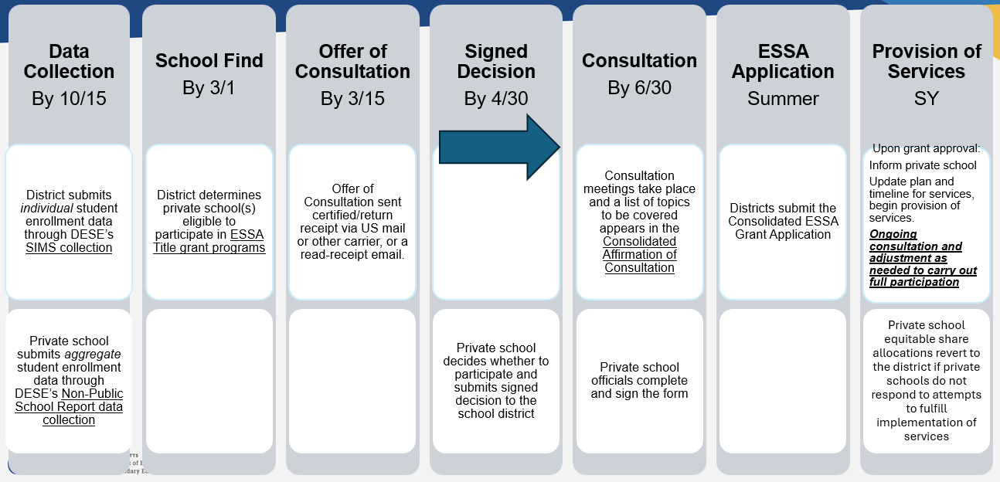 Data
Collection
By 10/15
District submits
individual student
enrollment data
through DESE's
SIMS collection
Private school
submits aggregate
student enrollment
data through
DESE's Non-Public
School Report data
collection
School Find
By 3/1
District determines
private school(s)
eligible to
participate in ESSA
Title grant programs
Offer of
Consultation
By 3/15
Offer of
Consultation sent
certified/return
receipt via US mail
or other carrier, or a
read-receipt email.
Signed
Decision
By 4/30
Private school
decides whether to
participate and
submits signed
decision to the
school district
Consultation
By 6/30
Consultation
meetings take place
and a list of topics
to be covered
appears in the
Consolidated
Affirmation of
Consultation
Private school
officials complete
and sign the form
ESSA
Application
Summer
Districts submit the
Consolidated ESSA
Grant Application
Provision of
Services
SY
Upon grant approval:
Inform private school
Update plan and
timeline for services,
begin provision of
services.
Ongoing
consultation and
adjustment as
needed to carry out
full participation
Private school
equitable share
allocations revert to
the district if private
schools do not
respond to attempts
to fulfill
implementation of
services